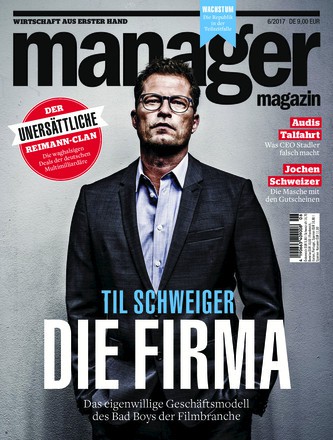 WIRTSCHAFT AUS ERSTER HAND
WACHSTUM
Die Republik
in der
6/2017 DE 9,00 EUR
manager
magazin
DER
UNERSÄTTLICHE
REIMANN-CLAN
Die waghalsigen
Deals der deutschen
Multimilliardäre
Audis
Talfahrt
Was CEO Stadler
falsch macht
Jochen
Schweizer
Die Masche mit
den Gutscheinen
TIL SCHWEIGER
DIE FIRMA
Das eigenwillige Geschäftsmodell
des Bad Boys der Filmbranche